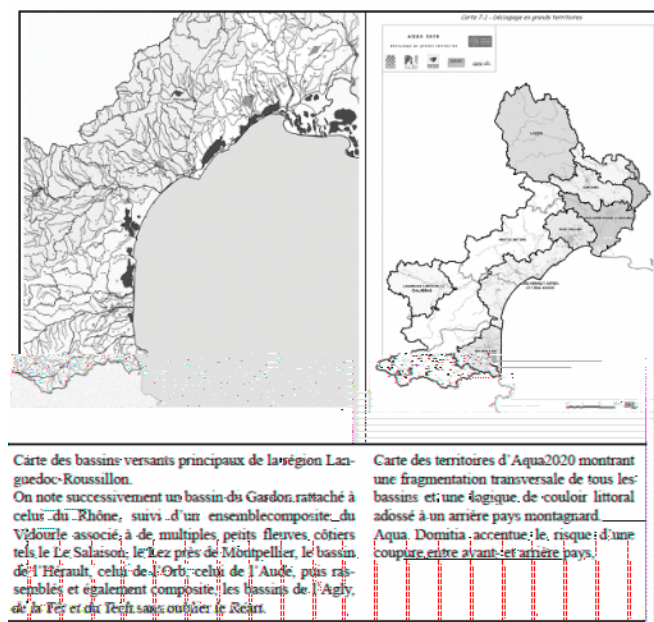 Carte 7-1 - Découpage en grands territoires
AQUA 2020
découpage en grands territoires
Carte des bassins versants principaux de la région Lan-
guedoc-Roussillon.
On note successivement un bassin du Gardon rattaché à
celui du Rhône, suivi d'un ensemblecomposite du
Vidourle associé à de multiples petits fleuves côtiers
tels le Le Salaison, le Lez près de Montpellier, le bassin
de l'Hérault, celui de l'Orb, celui de l'Aude, puis ras-
semblés et également composite, les bassins de l'Agly,
de la Têt et du Tech sans oublier le Réart.
Carte des territoires d'Aqua2020 montrant
une fragmentation transversale de tous les
bassins et une logique de couloir littoral
adossé à un arrière pays montagnard.
Aqua Domitia accentue le risque d'une
coupure entre avant et arrière pays.